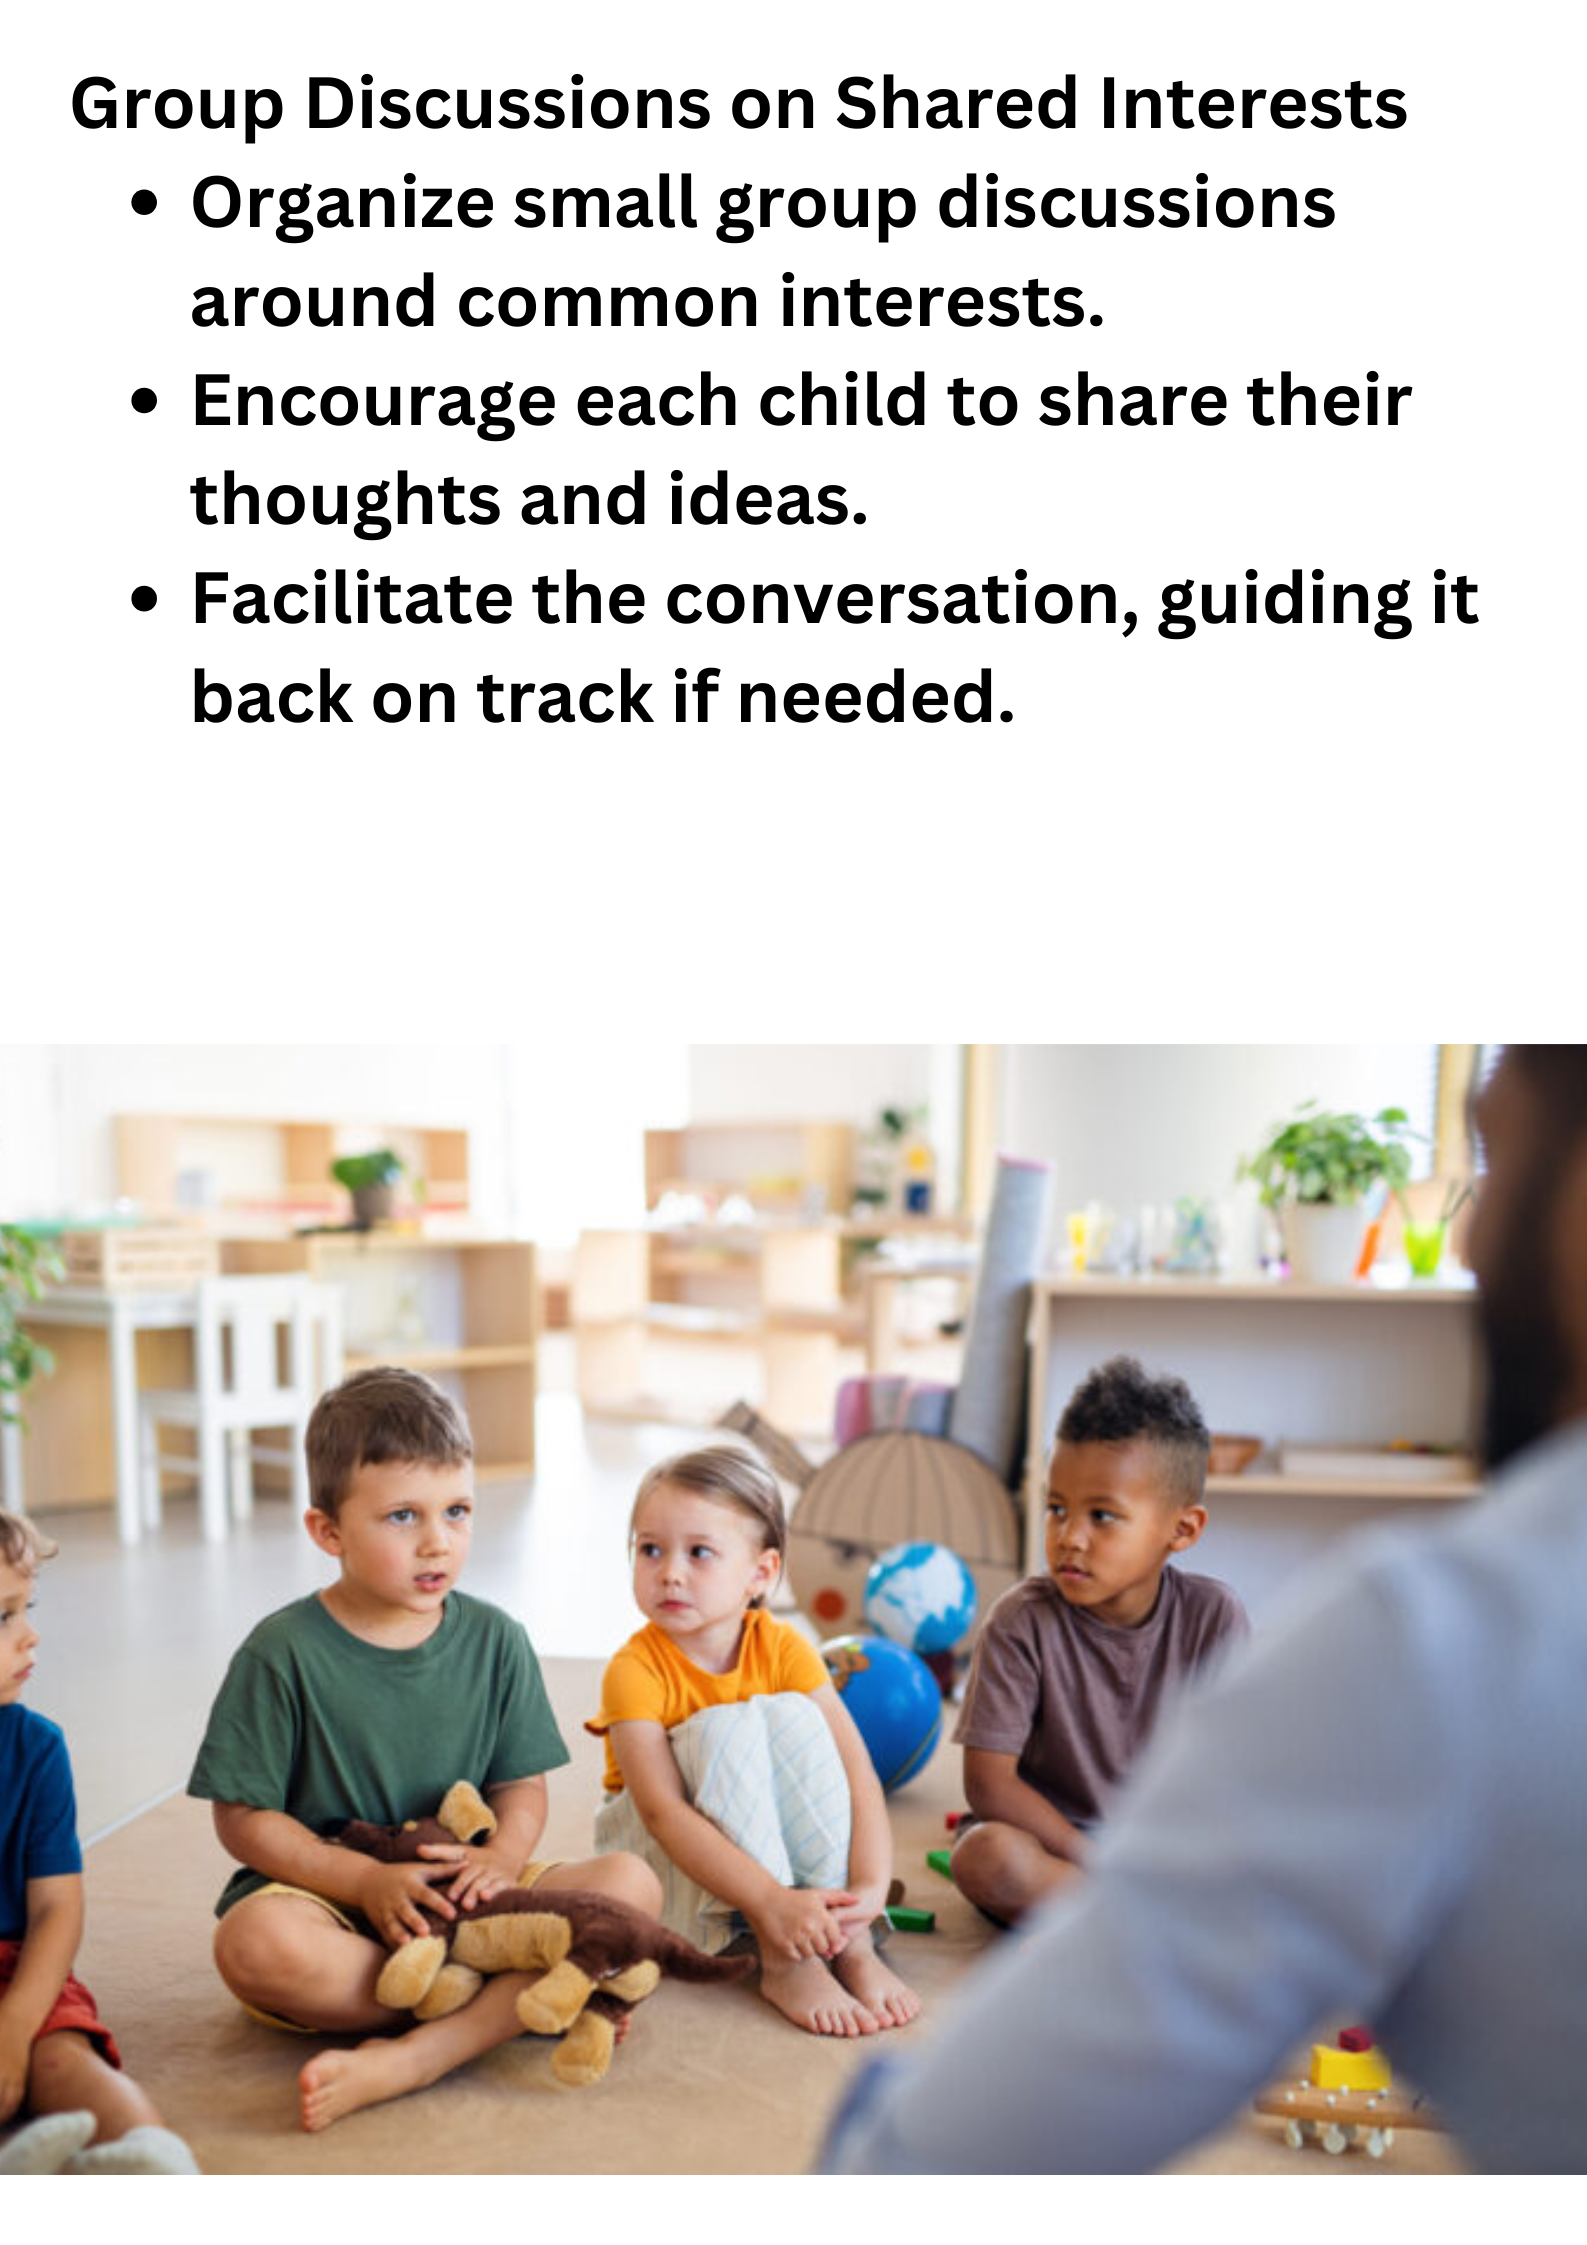 Group Discussions on Shared Interests
• Organize small group discussions
around common interests.
• Encourage each child to share their
thoughts and ideas.
• Facilitate the conversation, guiding it
back on track if needed.